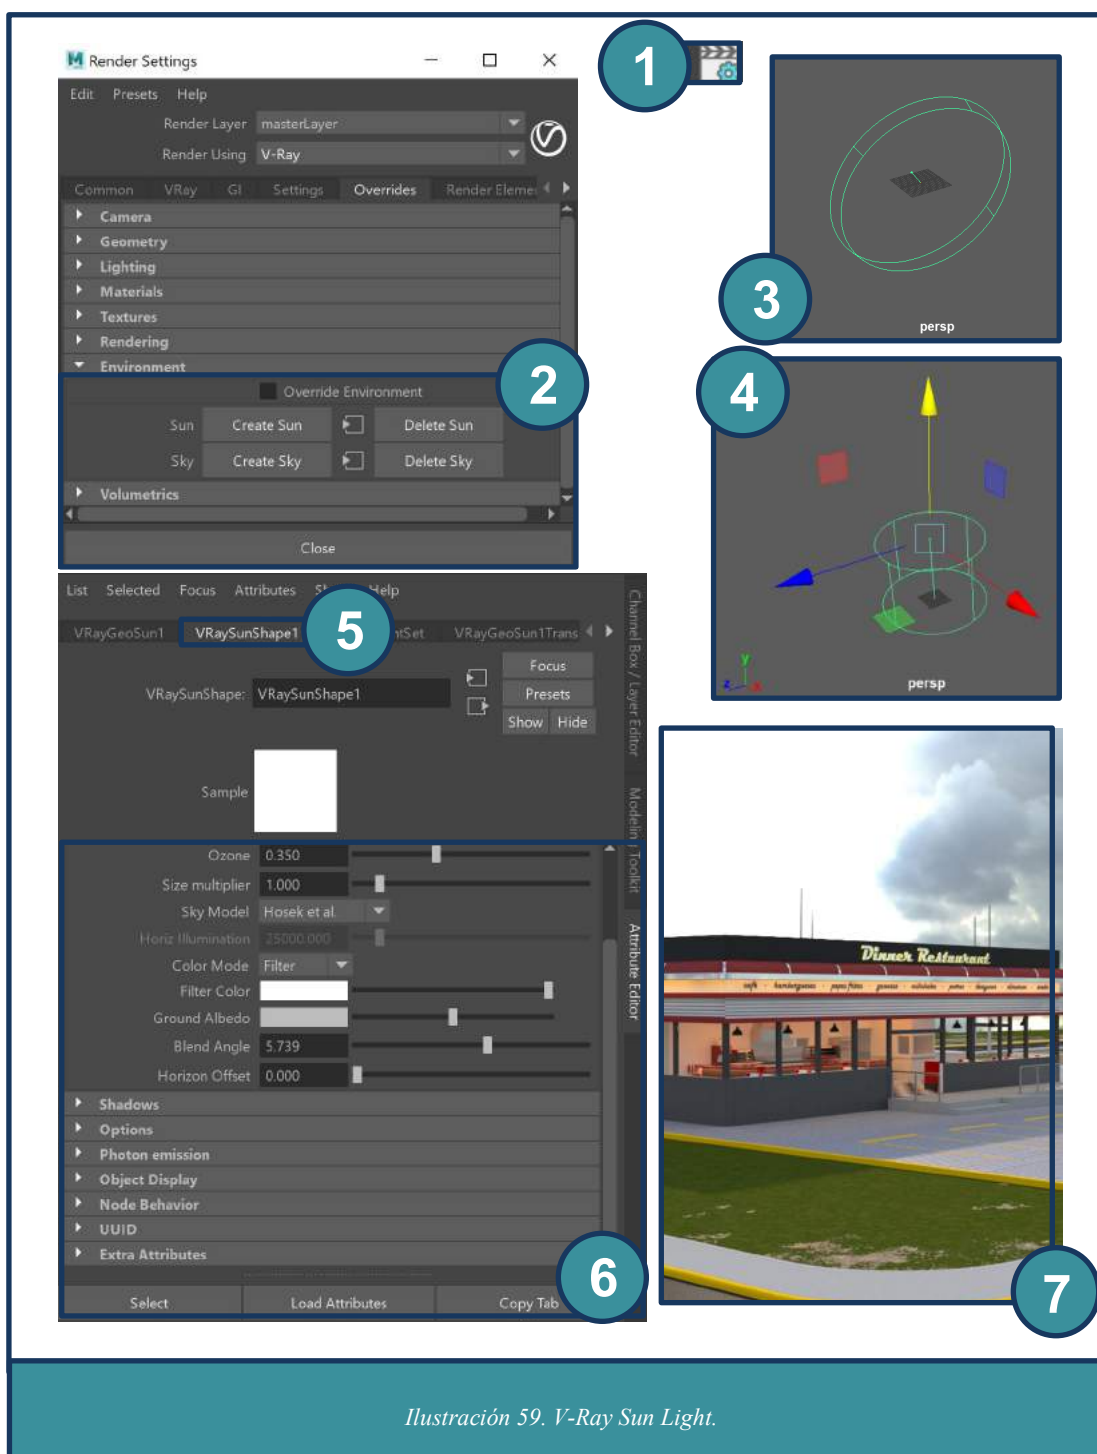 Render Settings
1
Edit Presets Help
Render Layer masterLayer
Render Using V-Ray
Common VRay GI Settings Overrides Render Eleme
Camera
Geometry
Lighting
Materials
Textures
Rendering
Environment
2
Override Environment
Sun Create Sun Delete Sun
Sky Create Sky Delete Sky
Volumetrics
Close
3
persp
4
y
z x
persp
List Selected Focus Attributes Help
VRayGeoSun1 VRaySunShape1 ntSet VRayGeoSun1Trans
5
Focus
VRaySunShape: VRaySunShape1
Presets
Show Hide
Sample
Channel Box / Layer Editor
Modeling Toolkit
Attribute Editor
Ozone 0.350
Size multiplier 1.000
Sky Model Hosek et al.
Horiz Illumination 25000.000
Color Mode Filter
Filter Color
Ground Albedo
Blend Angle 5.739
Horizon Offset 0.000
Shadows
Options
Photon emission
Object Display
Node Behavior
UUID
Extra Attributes
6
Select Load Attributes Copy Tab
Dinner Restaurant
café hamburguesas papas fritas
7
Ilustración 59. V-Ray Sun Light.